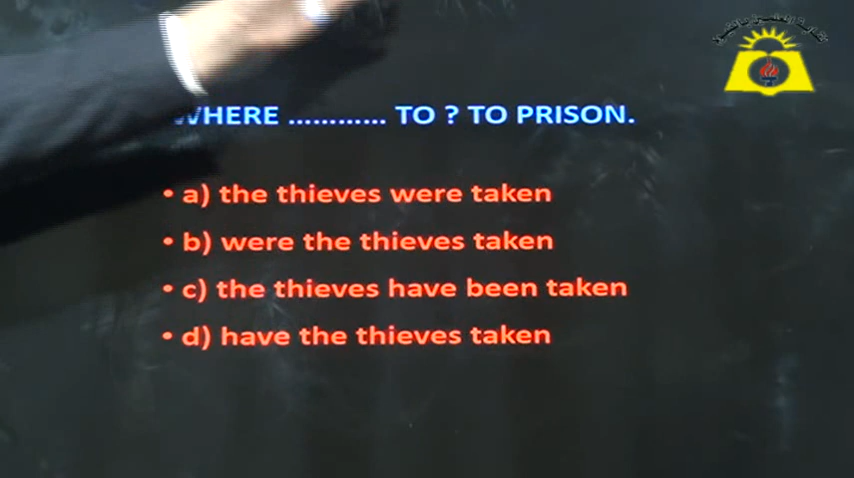 WHERE ………… TO ? TO PRISON.
• a) the thieves were taken
• b) were the thieves taken
• c) the thieves have been taken
• d) have the thieves taken